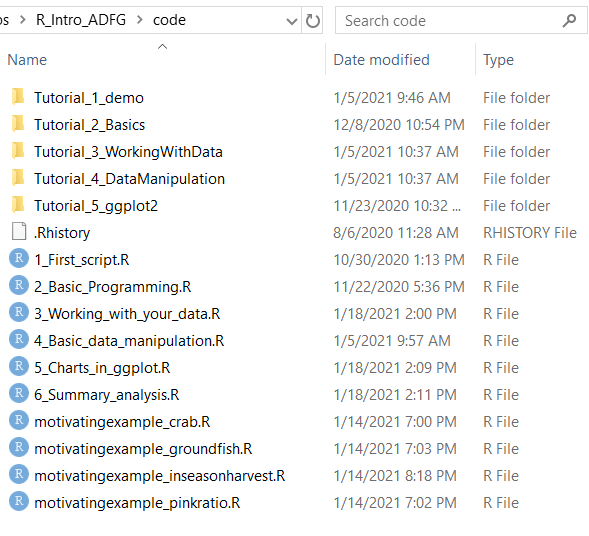 os > R_Intro_ADFG > code Search code
Name Date modified Type
Tutorial_1_demo 1/5/2021 9:46 AM File folder
Tutorial_2_Basics 12/8/2020 10:54 PM File folder
Tutorial_3_WorkingWithData 1/5/2021 10:37 AM File folder
Tutorial_4_DataManipulation 1/5/2021 10:37 AM File folder
Tutorial_5_ggplot2 11/23/2020 10:32 ... File folder
.Rhistory 8/6/2020 11:28 AM RHISTORY File
R 1_First_script.R 10/30/2020 1:13 PM R File
R 2_Basic_Programming.R 11/22/2020 5:36 PM R File
R 3_Working_with_your_data.R 1/18/2021 2:00 PM R File
R 4_Basic_data_manipulation.R 1/5/2021 9:57 AM R File
R 5_Charts_in_ggplot.R 1/18/2021 2:09 PM R File
R 6_Summary_analysis.R 1/18/2021 2:11 PM R File
R motivatingexample_crab.R 1/14/2021 7:00 PM R File
R motivatingexample_groundfish.R 1/14/2021 7:03 PM R File
R motivatingexample_inseasonharvest.R 1/14/2021 8:18 PM R File
R motivatingexample_pinkratio.R 1/14/2021 7:02 PM R File